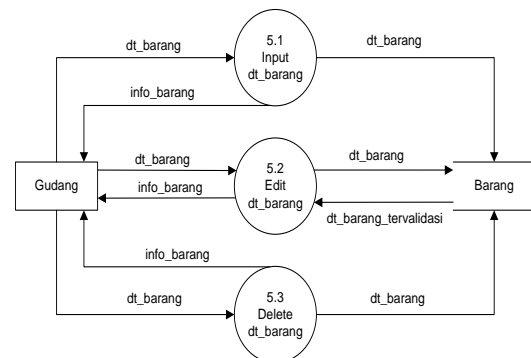 5.1
Input
dt_barang
dt_barang
dt_barang
info_barang
Gudang
dt_barang
info_barang
5.2
Edit
dt_barang
dt_barang
dt_barang_tervalidasi
Barang
info_barang
dt_barang
5.3
Delete
dt_barang
dt_barang